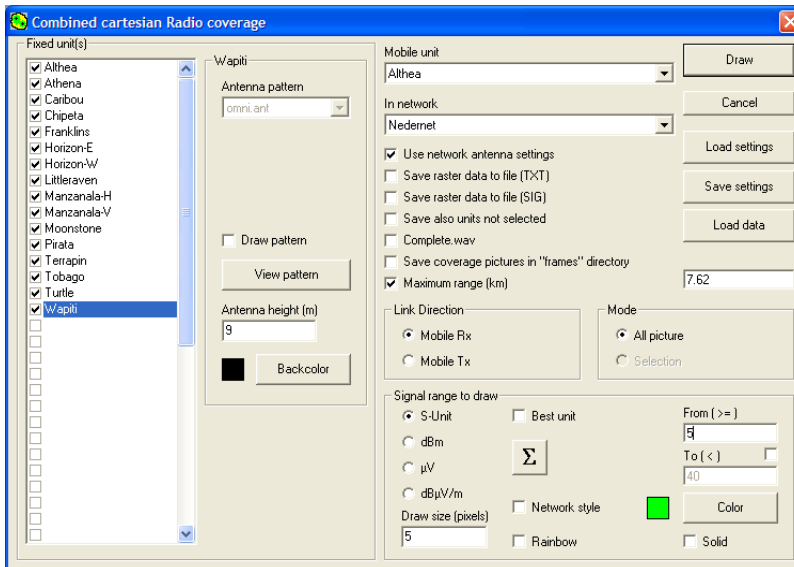 Combined cartesian Radio coverage
Fixed unit(s)
Althea
Athena
Caribou
Chipeta
Franklins
Horizon-E
Horizon-W
Littleraven
Manzanala-H
Manzanala-V
Moonstone
Pirata
Terrapin
Tobago
Turtle
Wapiti
Wapiti
Antenna pattern
omni.ant
Draw pattern
View pattern
Antenna height (m)
9
Backcolor
Mobile unit
Althea
In network
Nedernet
Use network antenna settings
Save raster data to file (TXT)
Save raster data to file (SIG)
Save also units not selected
Complete.wav
Save coverage pictures in "frames" directory
Maximum range (km)
7.62
Draw
Cancel
Load settings
Save settings
Load data
Link Direction
Mobile Rx
Mobile Tx
Mode
All picture
Selection
Signal range to draw
S-Unit
dBm
µV
dBµV/m
Draw size (pixels)
5
Best unit
Σ
Network style
Rainbow
From ( >= )
5
To ( < )
40
Color
Solid